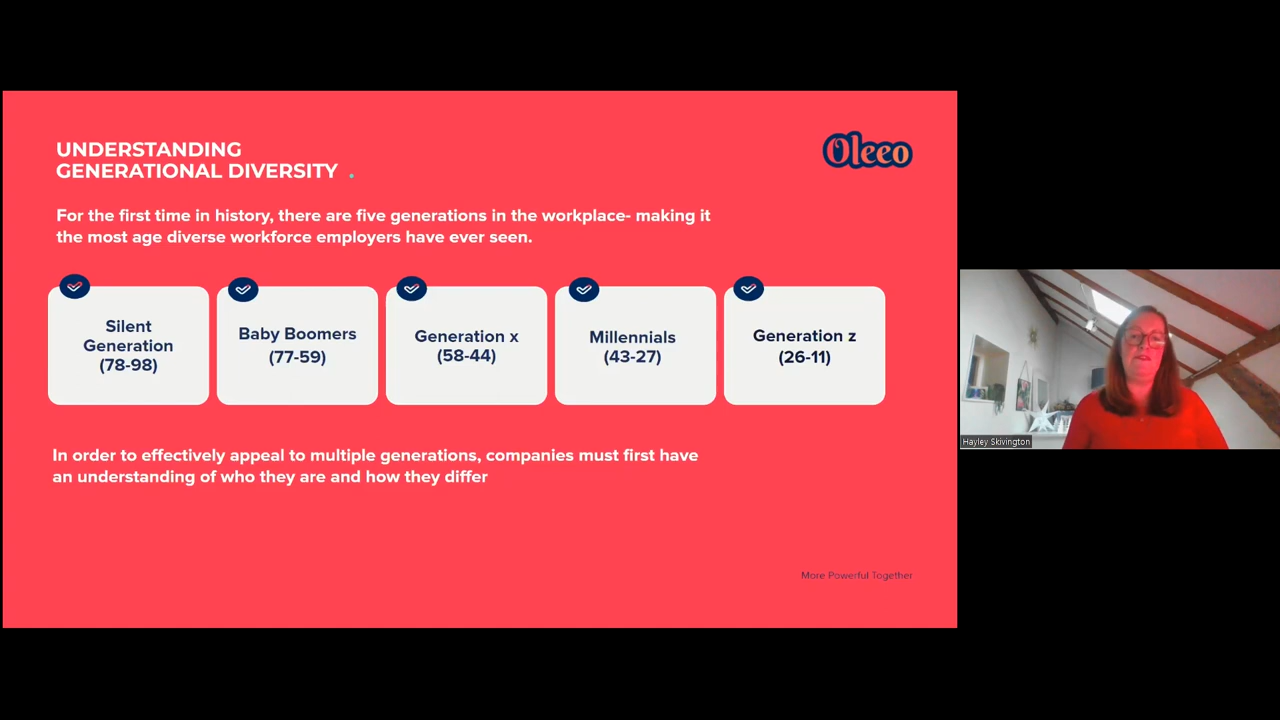 UNDERSTANDING
GENERATIONAL DIVERSITY .
Oleeo
For the first time in history, there are five generations in the workplace- making it
the most age diverse workforce employers have ever seen.
Silent
Generation
(78-98)
Baby Boomers
(77-59)
Generation x
(58-44)
Millennials
(43-27)
Generation z
(26-11)
In order to effectively appeal to multiple generations, companies must first have
an understanding of who they are and how they differ
More Powerful Together
Hayley Skivington